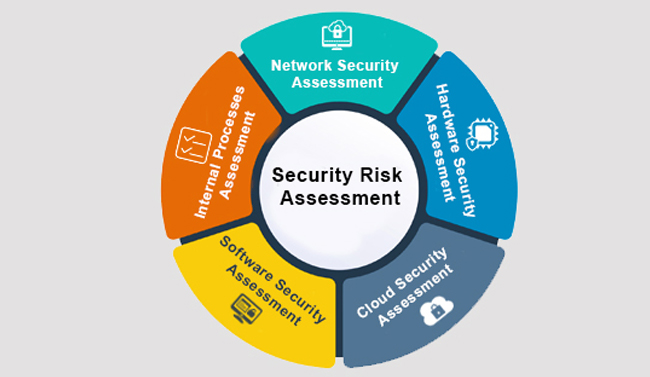 Network Security
Assessment
Hardware Security
Assessment
Cloud Security
Assessment
Software Security
Assessment
Internal Processes
Assessment
Security Risk
Assessment